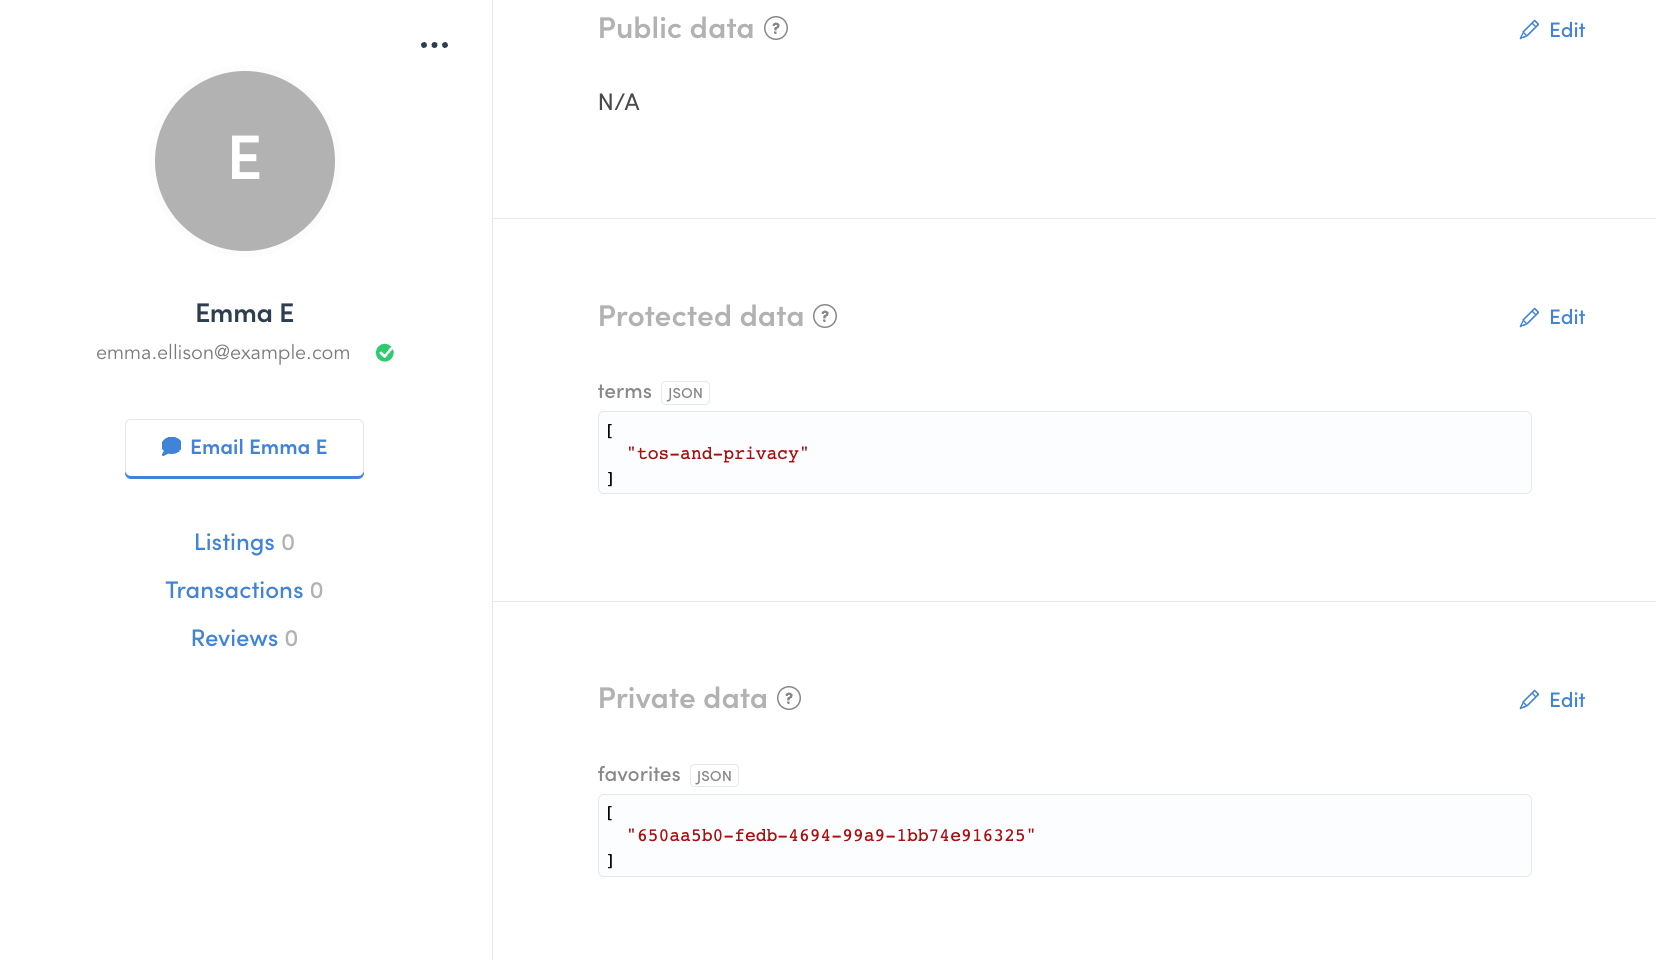 E
Emma E
emma.ellison@example.com
Email Emma E
Listings 0
Transactions 0
Reviews 0
Public data ?
Edit
N/A
Protected data ?
Edit
terms JSON
[
"tos-and-privacy"
]
Private data ?
Edit
favorites JSON
[
"650aa5b0-fedb-4694-99a9-1bb74e916325"
]